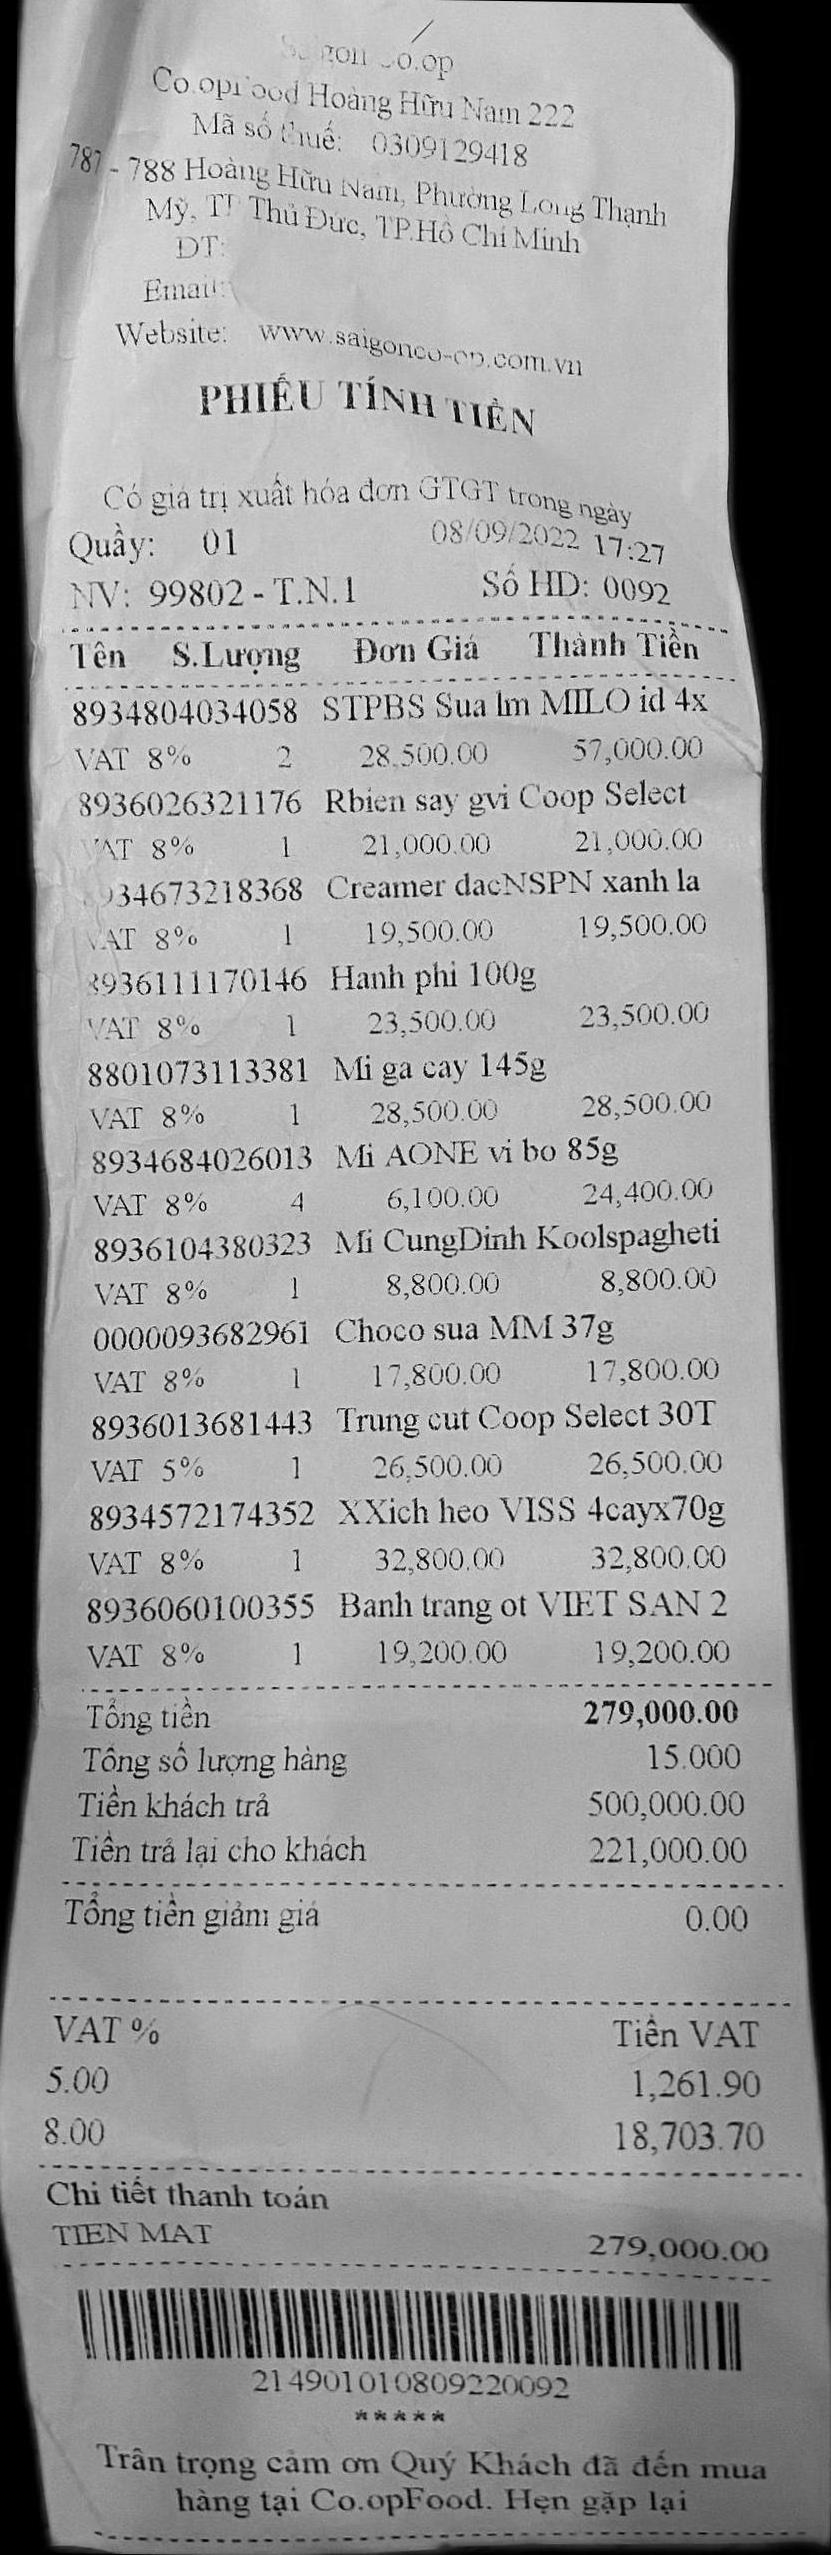 Saigon Co.op
Co.opFood Hoàng Hữu Nam 222
Mã số thuế: 0309129418
787 - 788 Hoàng Hữu Nam, Phường Long Thạnh
Mỹ, TP Thủ Đức, TP.Hồ Chí Minh
DT:
Email:
Website: www.saigonco-op.com.vn
PHIẾU TÍNH TIỀN
Có giá trị xuất hóa đơn GTGT trong ngày
Quầy: 01 08/09/2022 17:27
NV: 99802 - T.N.1 Số HD: 0092
Tên S.Lượng Đơn Giá Thành Tiền
8934804034058 STPBS Sua lm MILO id 4x
VAT 8% 2 28,500.00 57,000.00
8936026321176 Rbien say gvi Coop Select
VAT 8% 1 21,000.00 21,000.00
8934673218368 Creamer dacNSPN xanh la
VAT 8% 1 19,500.00 19,500.00
8936111170146 Hanh phi 100g
VAT 8% 1 23,500.00 23,500.00
8801073113381 Mi ga cay 145g
VAT 8% 1 28,500.00 28,500.00
8934684026013 Mi AONE vi bo 85g
VAT 8% 4 6,100.00 24,400.00
8936104380323 Mi CungDinh Koolspagheti
VAT 8% 1 8,800.00 8,800.00
0000093682961 Choco sua MM 37g
VAT 8% 1 17,800.00 17,800.00
8936013681443 Trung cut Coop Select 30T
VAT 5% 1 26,500.00 26,500.00
8934572174352 XXich heo VISS 4cayx70g
VAT 8% 1 32,800.00 32,800.00
8936060100355 Banh trang ot VIET SAN 2
VAT 8% 1 19,200.00 19,200.00
Tổng tiền 279,000.00
Tổng số lượng hàng 15.000
Tiền khách trả 500,000.00
Tiền trả lại cho khách 221,000.00
Tổng tiền giảm giá 0.00
VAT % Tiền VAT
5.00 1,261.90
8.00 18,703.70
Chi tiết thanh toán
TIEN MAT 279,000.00
214901010809220092
*****
Trân trọng cảm ơn Quý Khách đã đến mua
hàng tại Co.opFood. Hẹn gặp lại